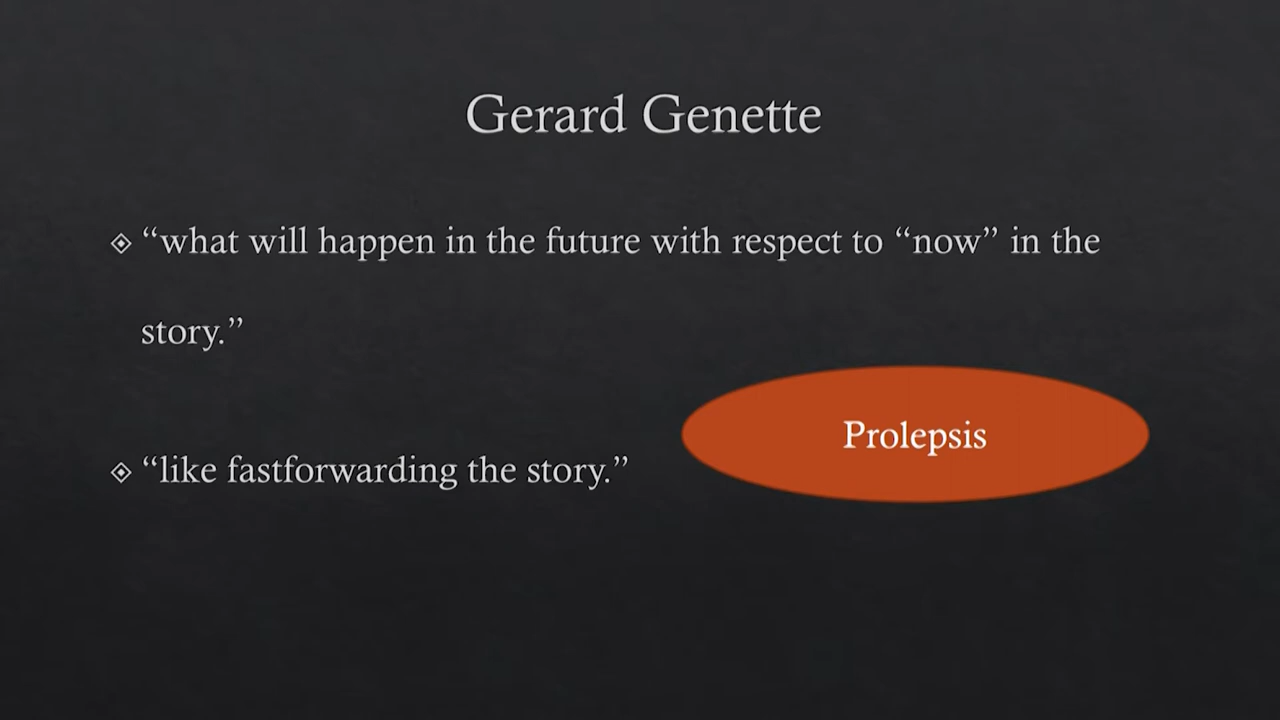 Gerard Genette
“what will happen in the future with respect to “now” in the
story.”
Prolepsis
“like fastforwarding the story.”